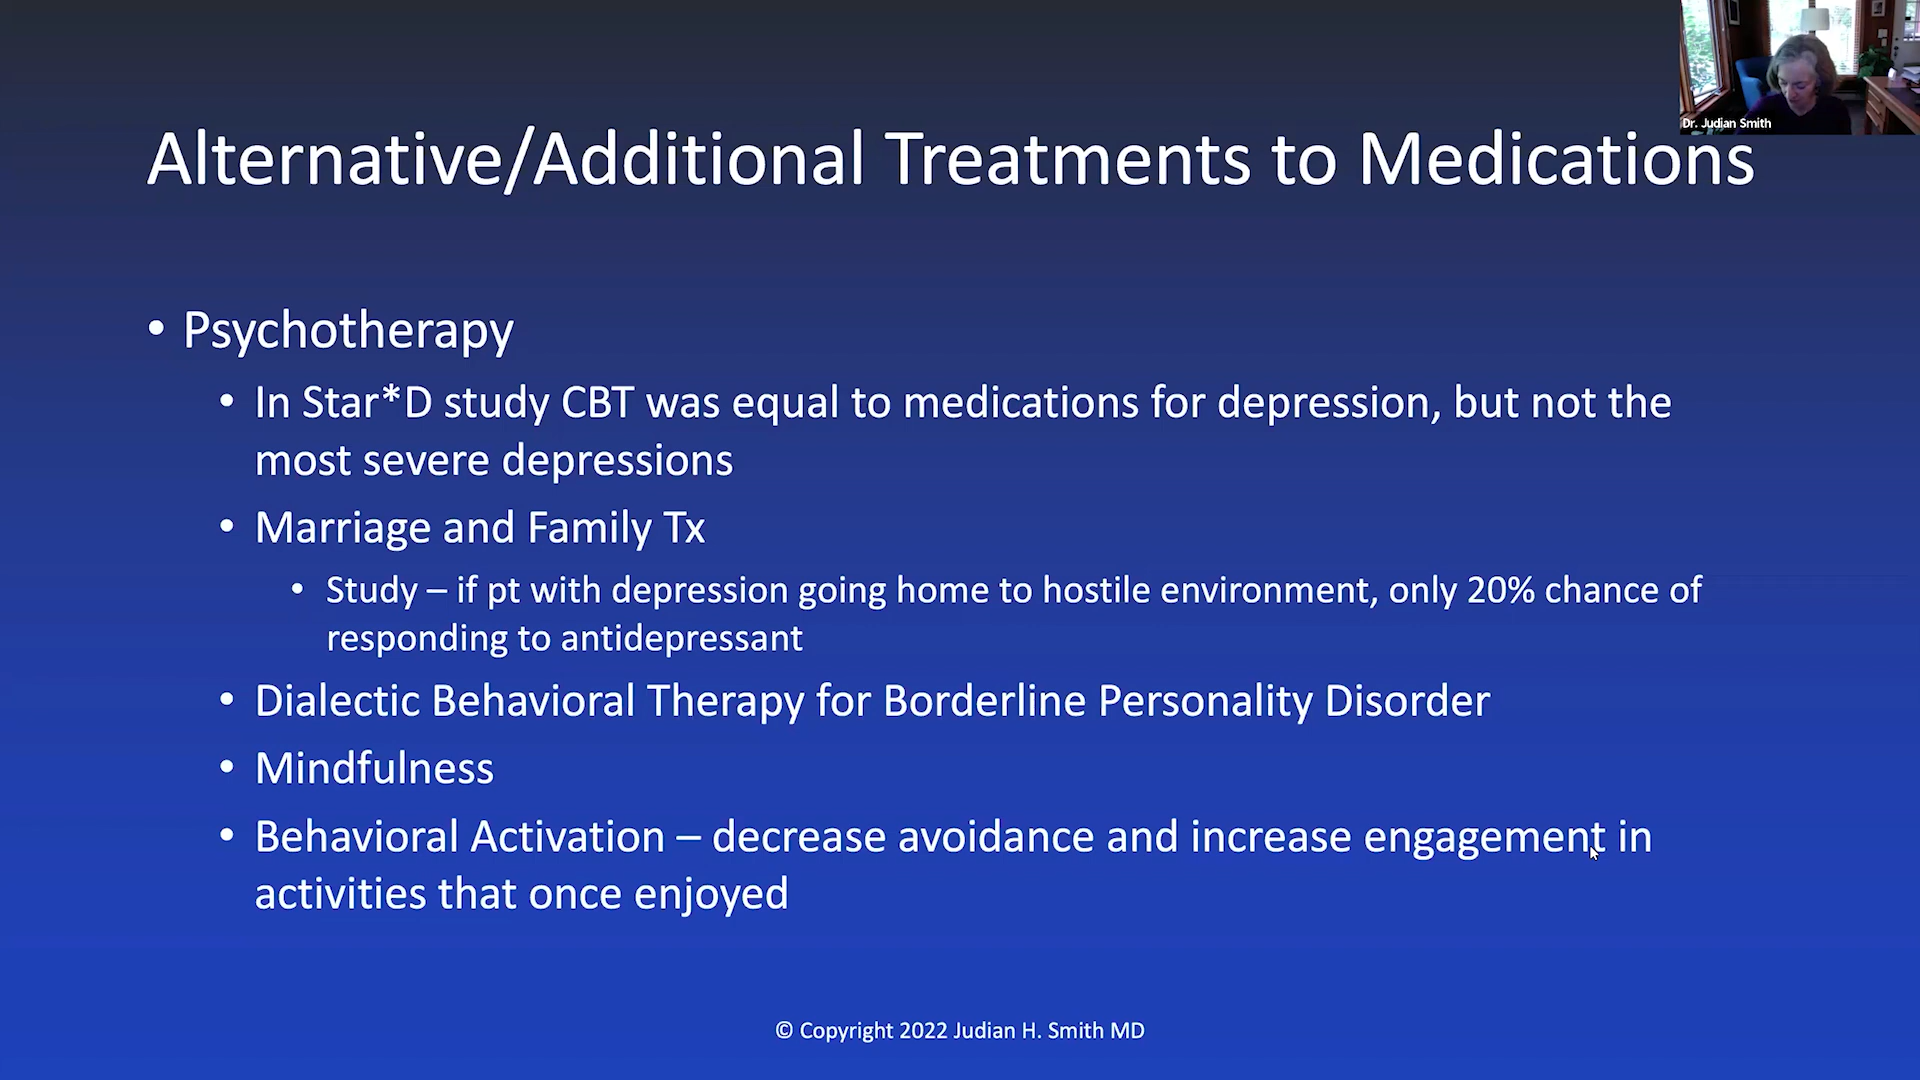 Dr. Judian Smith
Alternative/Additional Treatments to Medications
• Psychotherapy
• In Star*D study CBT was equal to medications for depression, but not the
most severe depressions
• Marriage and Family Tx
• Study – if pt with depression going home to hostile environment, only 20% chance of
responding to antidepressant
• Dialectic Behavioral Therapy for Borderline Personality Disorder
• Mindfulness
• Behavioral Activation – decrease avoidance and increase engagement in
activities that once enjoyed
© Copyright 2022 Judian H. Smith MD